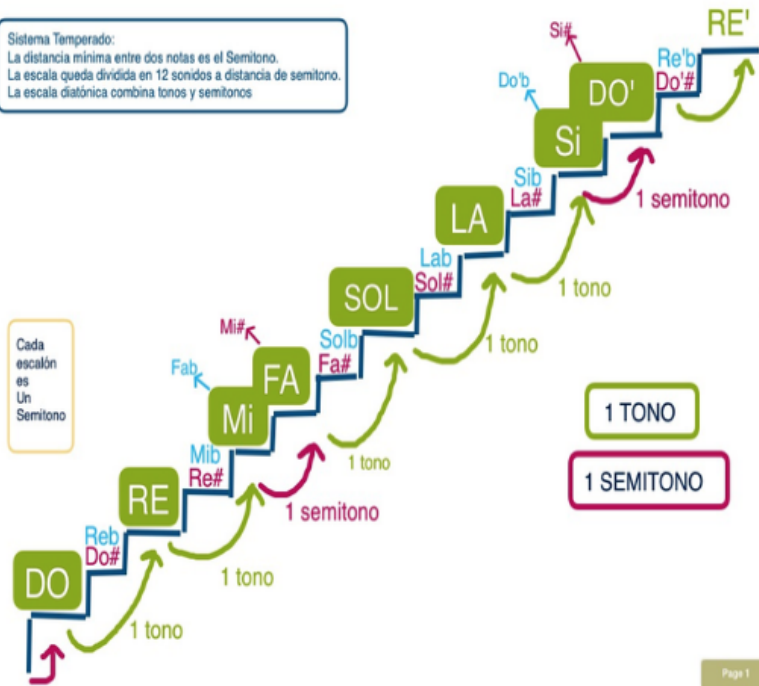 Sistema Temperado:
La distancia mínima entre dos notas es el Semitono.
La escala queda dividida en 12 sonidos a distancia de semitono.
La escala diatónica combina tonos y semitonos
RE'
Re'b
Do'#
Si#
DO'
Do'b
Si
1 semitono
Sib
La#
LA
1 tono
Lab
Sol#
SOL
1 tono
Solb
Fa#
Mi#
FA
Fab
Mi
1 tono
Cada
escalón
es
Un
Semitono
1 TONO
1 SEMITONO
Mib
Re#
RE
1 semitono
Reb
Do#
DO
1 tono
1 tono
Page 1